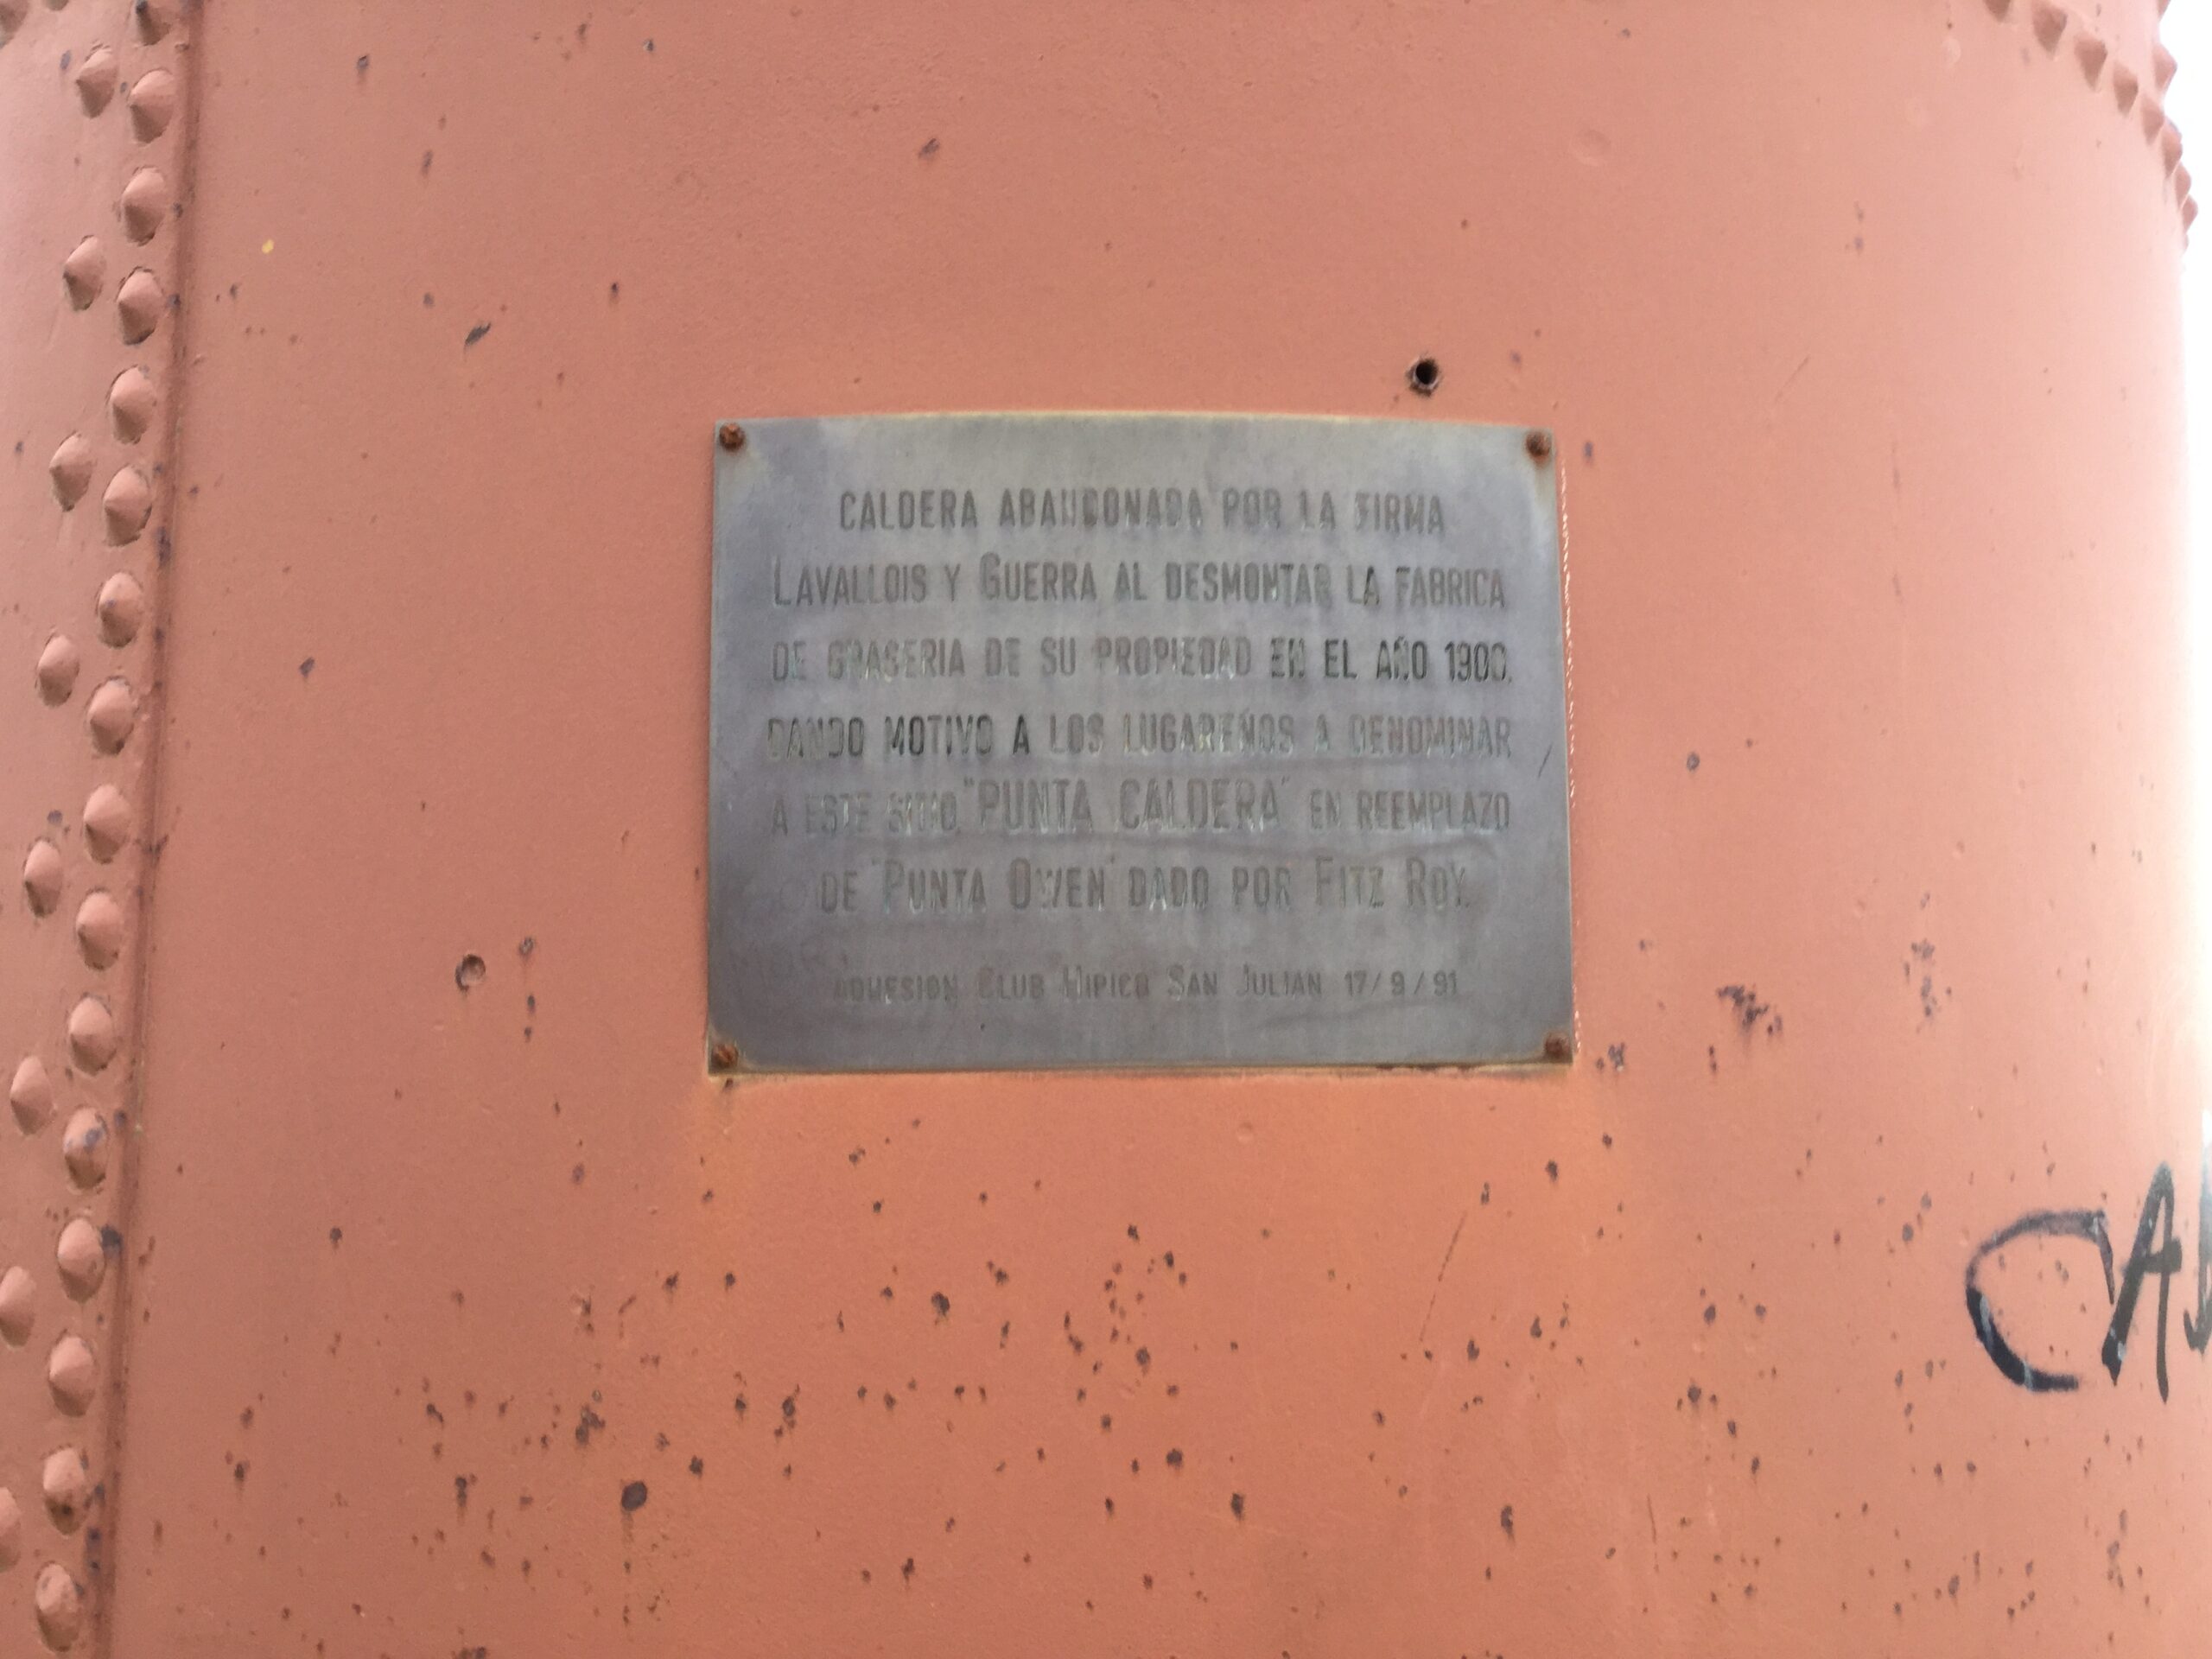 CALDERA ABANDONADA POR LA FIRMA
LAVALLOIS Y GUERRA AL DESMONTAR LA FABRICA
DE GRASERIA DE SU PROPIEDAD EN EL AÑO 1900.
DANDO MOTIVO A LOS LUGAREÑOS A DENOMINAR
A ESTE SITIO "PUNTA CALDERA" EN REEMPLAZO
DE "PUNTA OWEN" DADO POR FITZ ROY.
ADHESION CLUB HIPICO SAN JULIAN 17/9/91